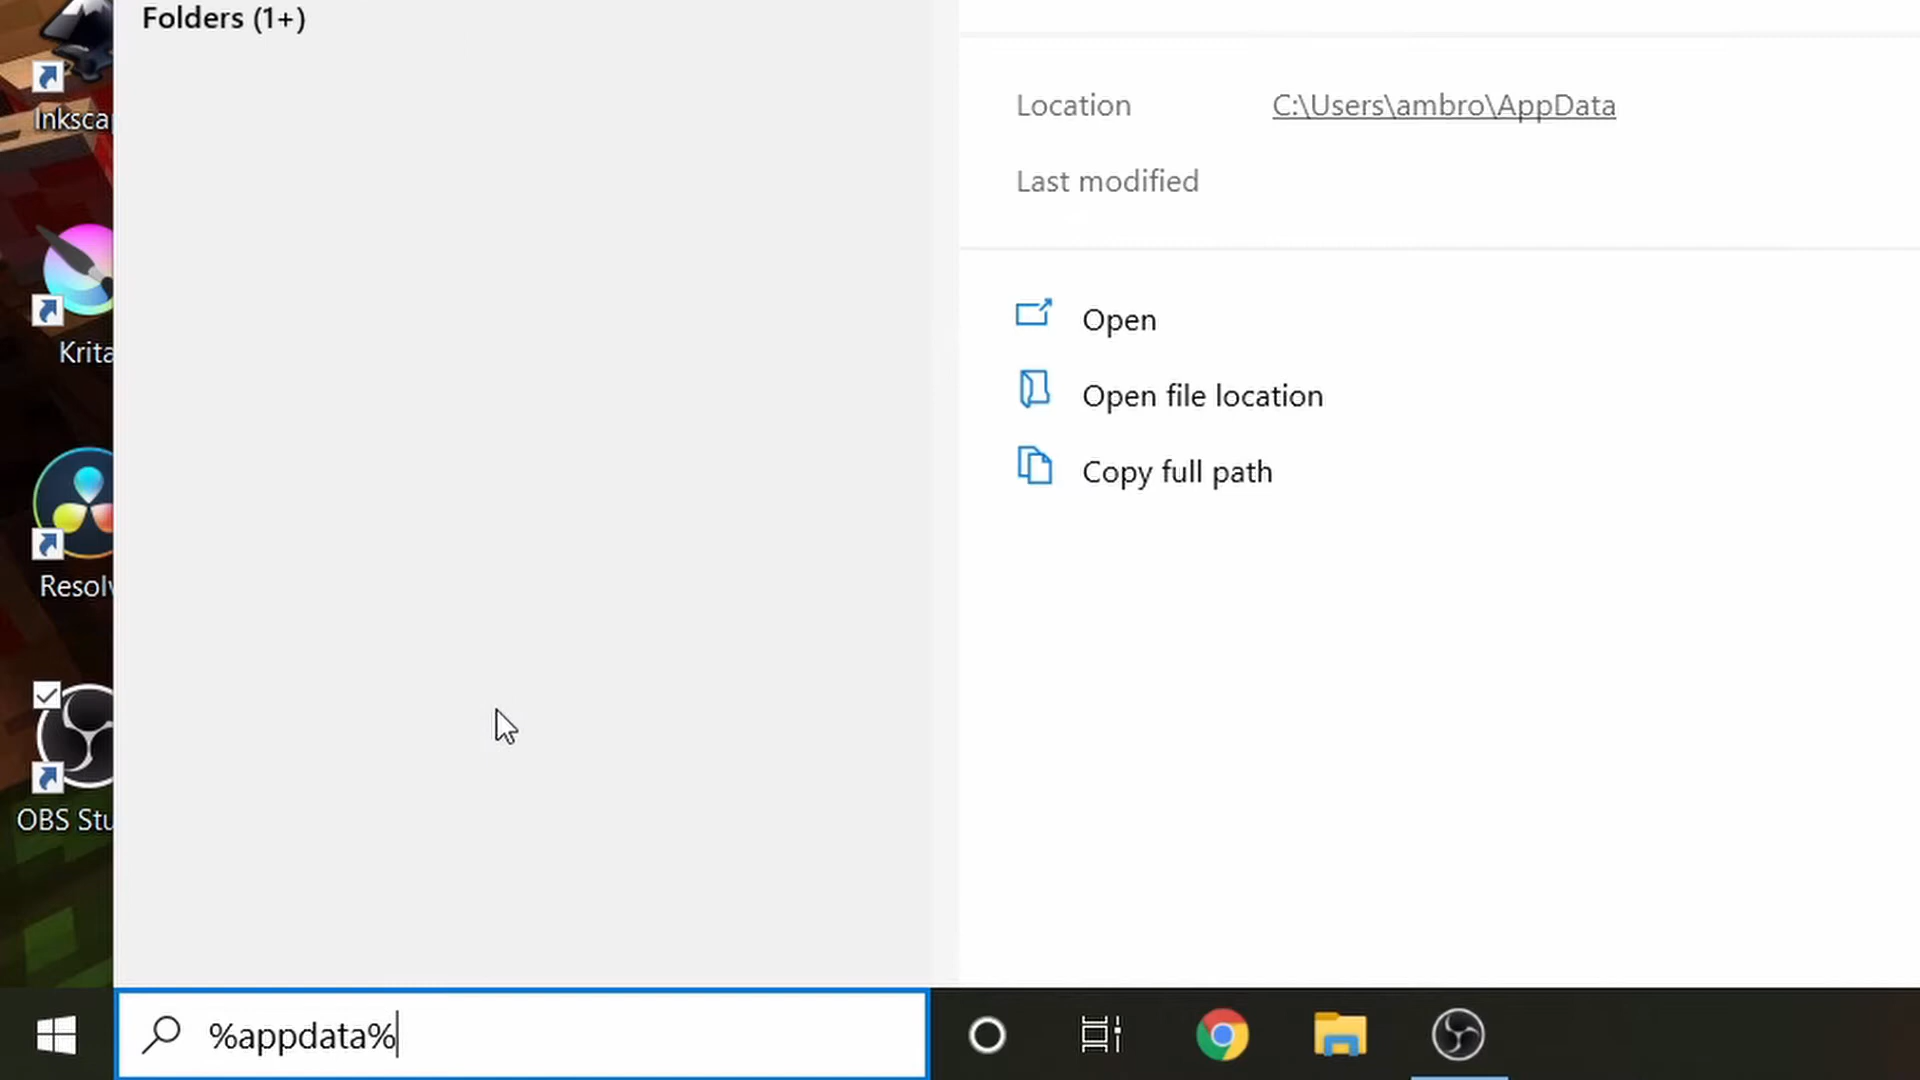 Folders (1+)
Location C:\Users\ambro\AppData
Last modified
Open
Open file location
Copy full path
Inksca
Krita
Resolv
OBS Stu
%appdata%